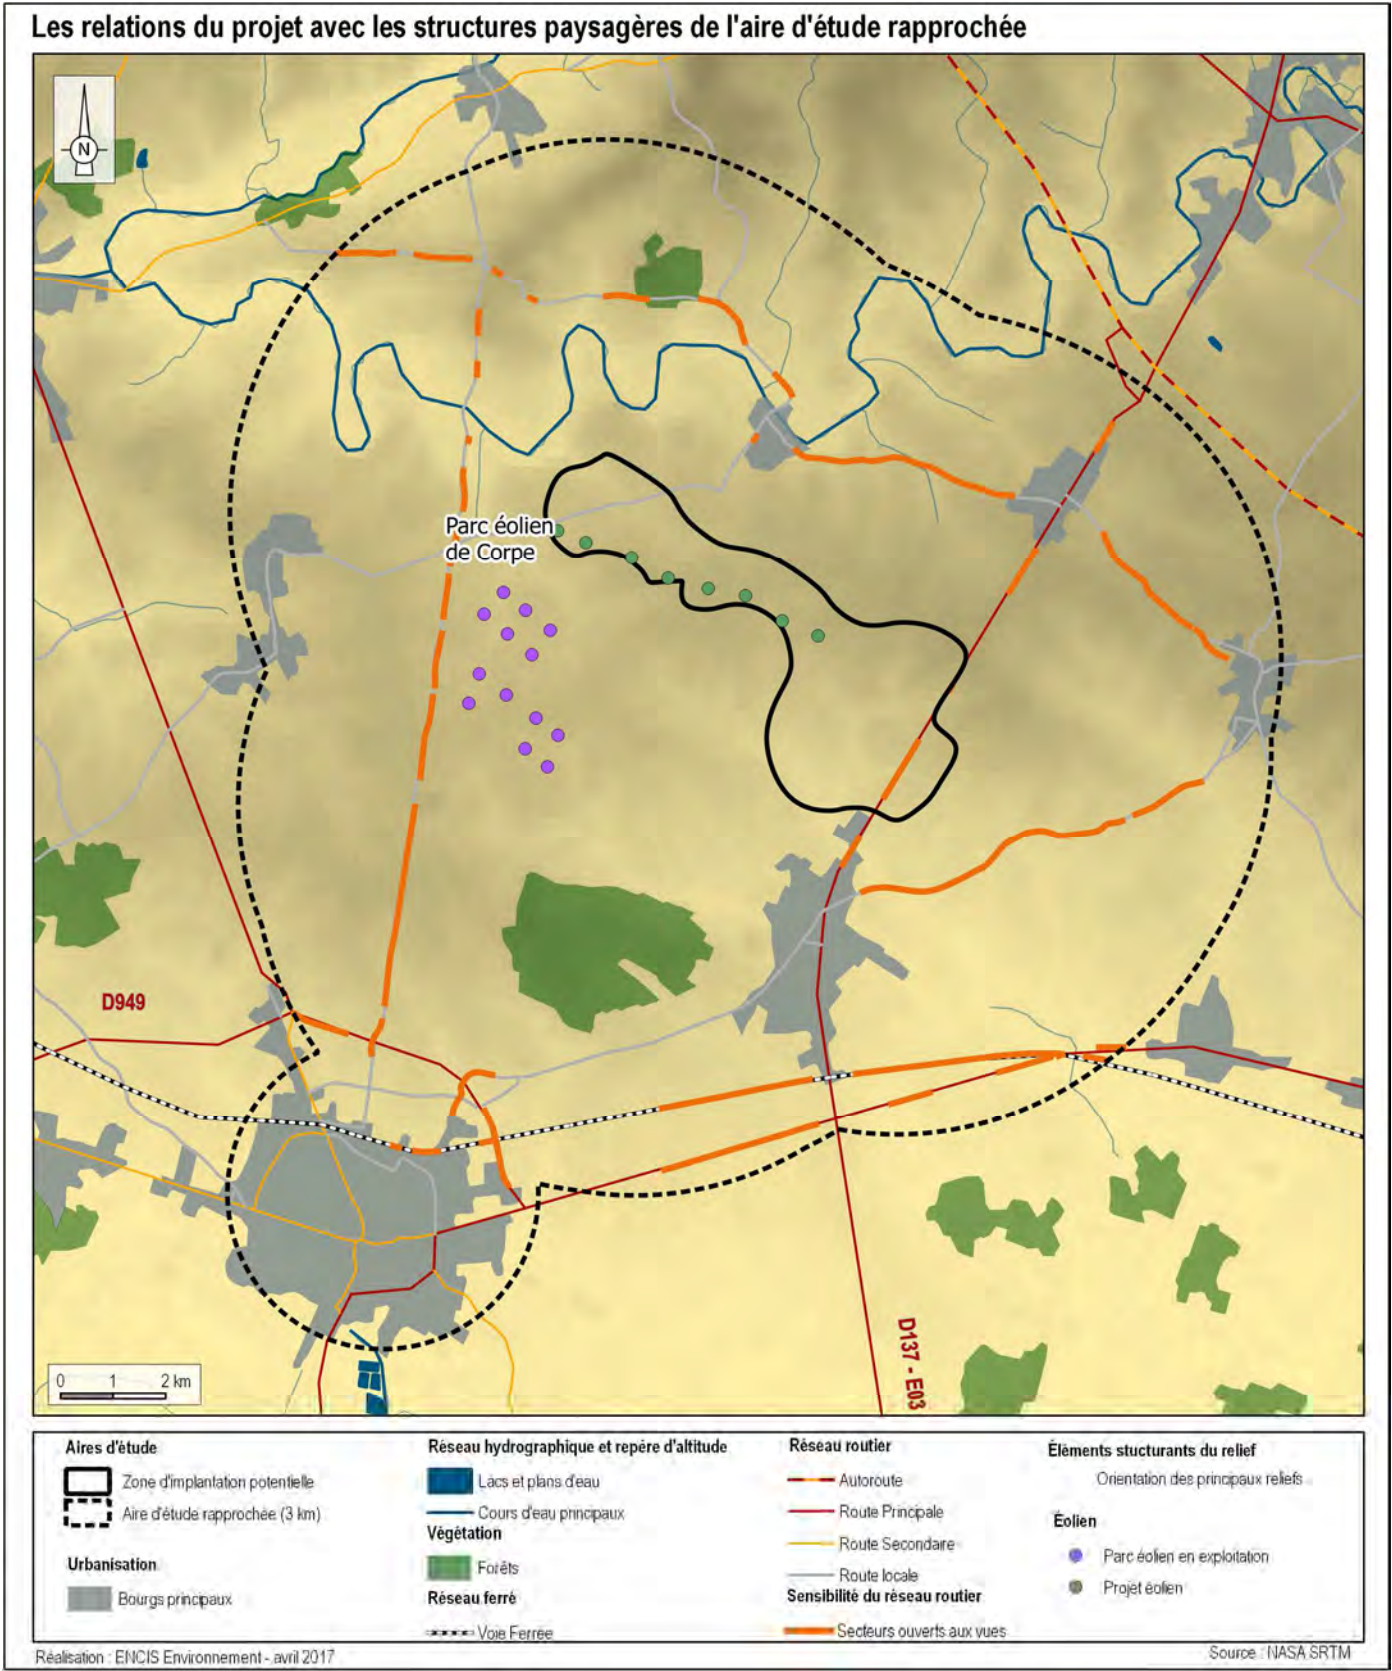 Les relations du projet avec les structures paysagères de l'aire d'étude rapprochée
N
Parc éolien
de Corpe
D949
D137 - E03
0 1 2 km
Aires d'étude
Zone d'implantation potentielle
Aire d'étude rapprochée (3 km)
Urbanisation
Bourgs principaux
Réseau hydrographique et repére d'altitude
Lacs et plans d'eau
Cours d'eau principaux
Végétation
Forêts
Réseau ferré
Voie Ferrée
Réseau routier
Autoroute
Route Principale
Route Secondaire
Route locale
Sensibilité du réseau routier
Secteurs ouverts aux vues
Éléments stucturants du relief
Orientation des principaux reliefs
Éolien
Parc éolien en exploitation
Projet éolien
Réalisation : ENCIS Environnement - avril 2017
Source : NASA SRTM